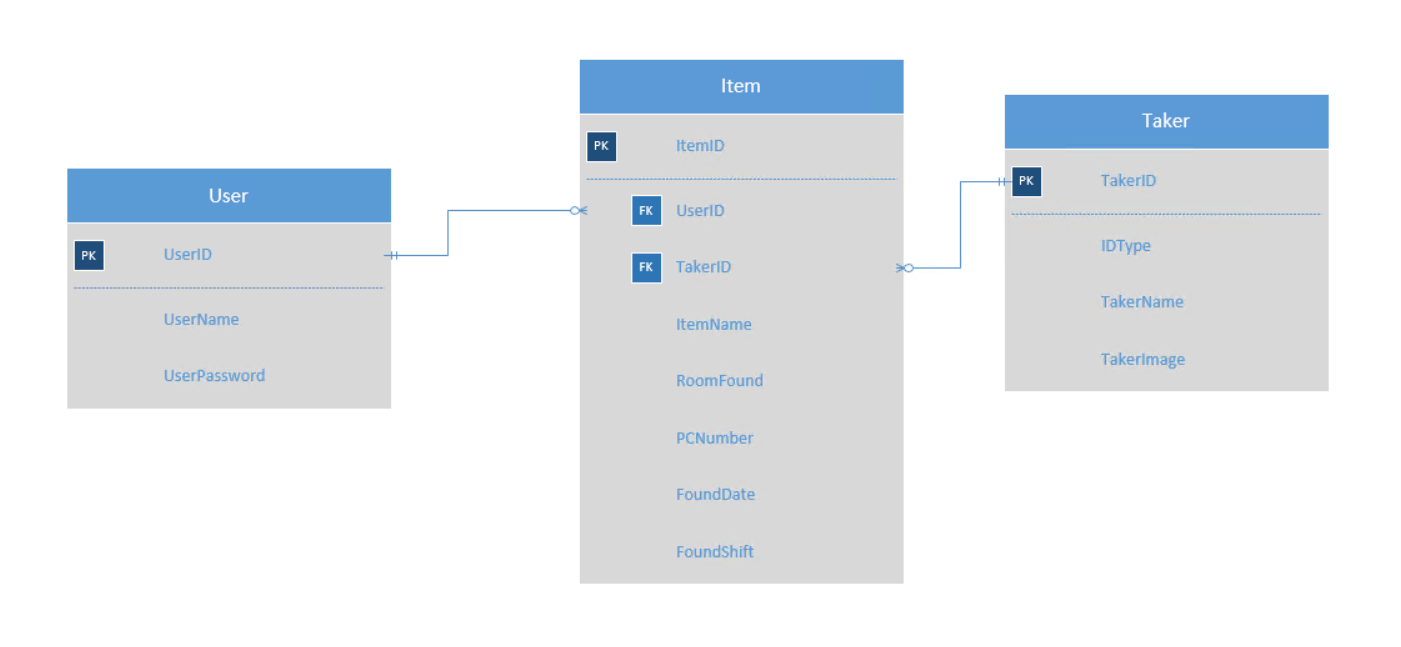 User
PK UserID
UserName
UserPassword
Item
PK ItemID
FK UserID
FK TakerID
ItemName
RoomFound
PCNumber
FoundDate
FoundShift
Taker
PK TakerID
IDType
TakerName
TakerImage